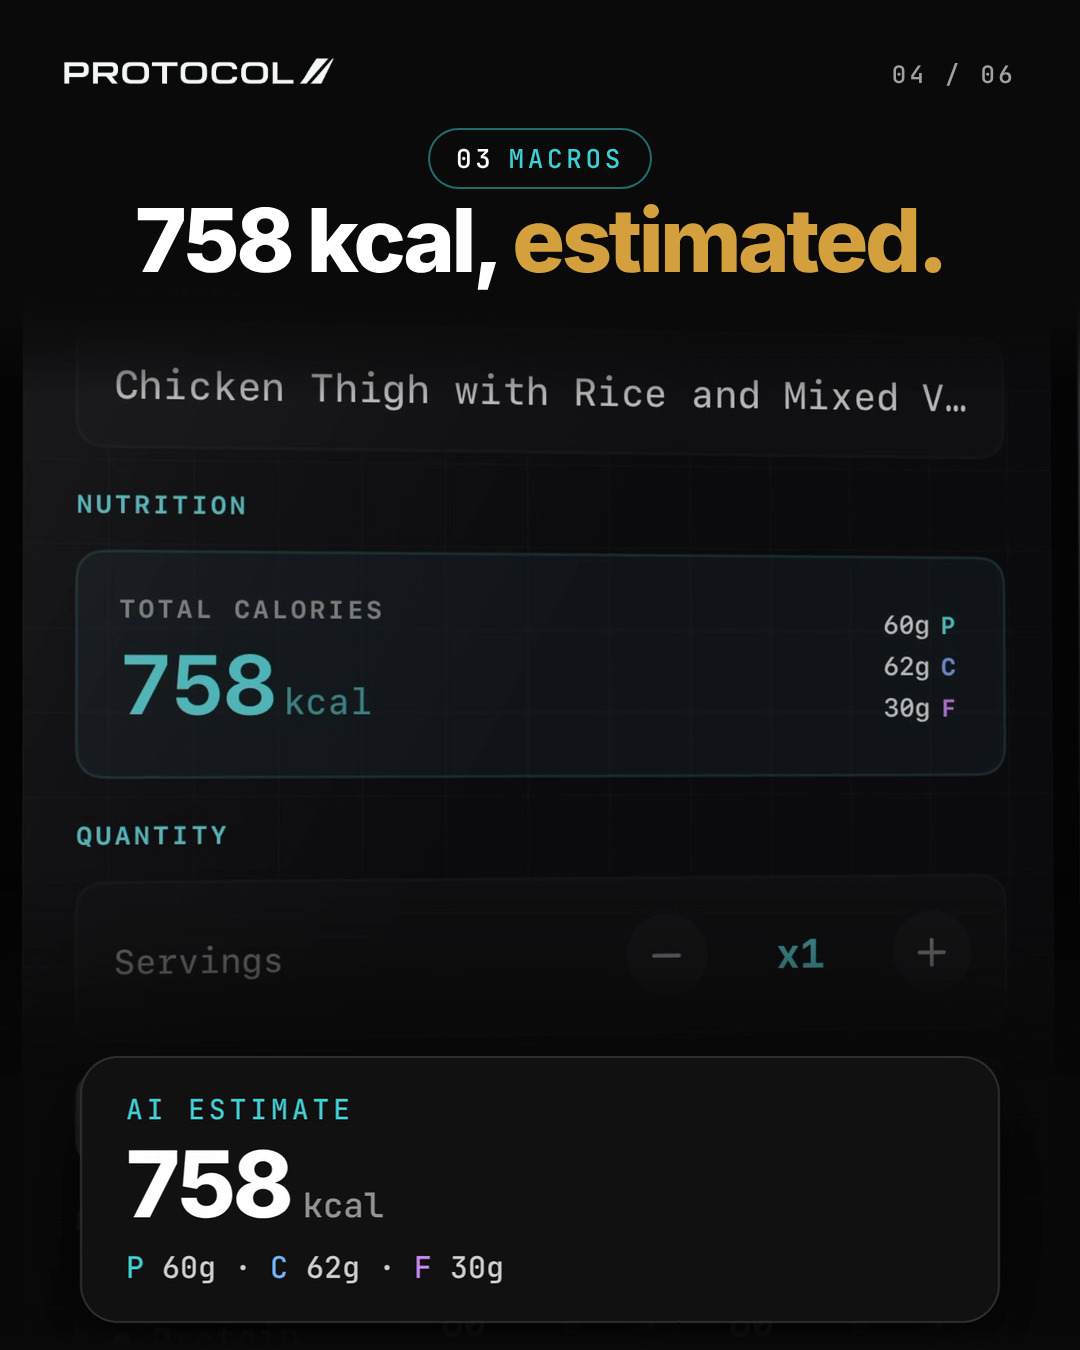 PROTOCOL
04 / 06
03 MACROS
758 kcal, estimated.
Chicken Thigh with Rice and Mixed V…
NUTRITION
TOTAL CALORIES
758 kcal
60g P
62g C
30g F
QUANTITY
Servings
x1
AI ESTIMATE
758 kcal
P 60g · C 62g · F 30g
Protein